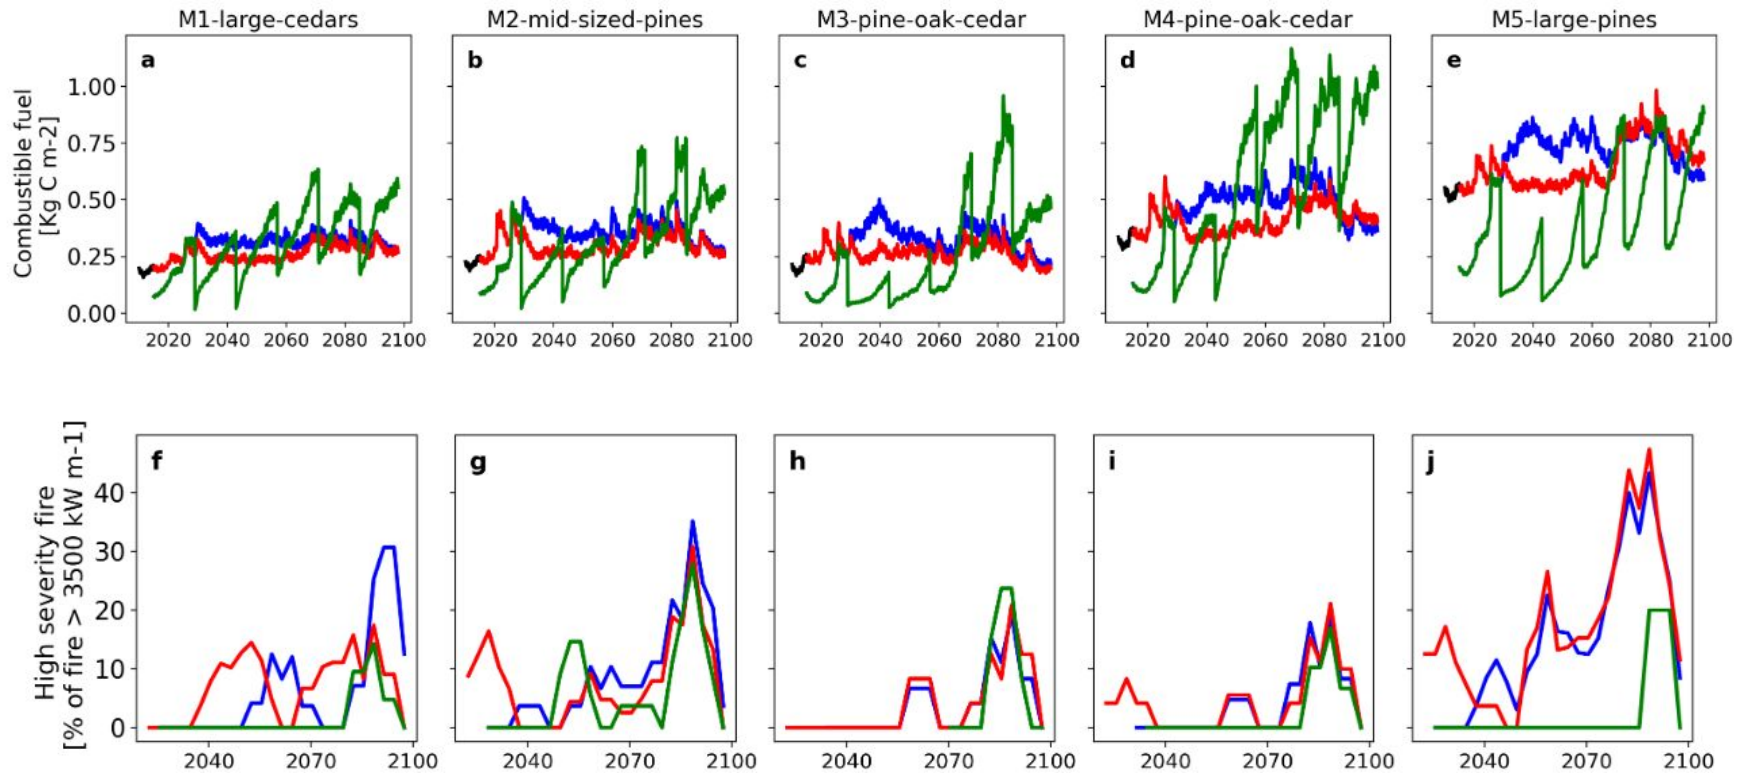 M1-large-cedars M2-mid-sized-pines M3-pine-oak-cedar M4-pine-oak-cedar M5-large-pines
a b c d e
Combustible fuel
[Kg C m-2]
1.00
0.75
0.50
0.25
0.00
2020 2040 2060 2080 2100 2020 2040 2060 2080 2100 2020 2040 2060 2080 2100 2020 2040 2060 2080 2100 2020 2040 2060 2080 2100
f g h i j
High severity fire
[% of fire > 3500 kW m-1]
40
30
20
10
0
2040 2070 2100 2040 2070 2100 2040 2070 2100 2040 2070 2100 2040 2070 2100